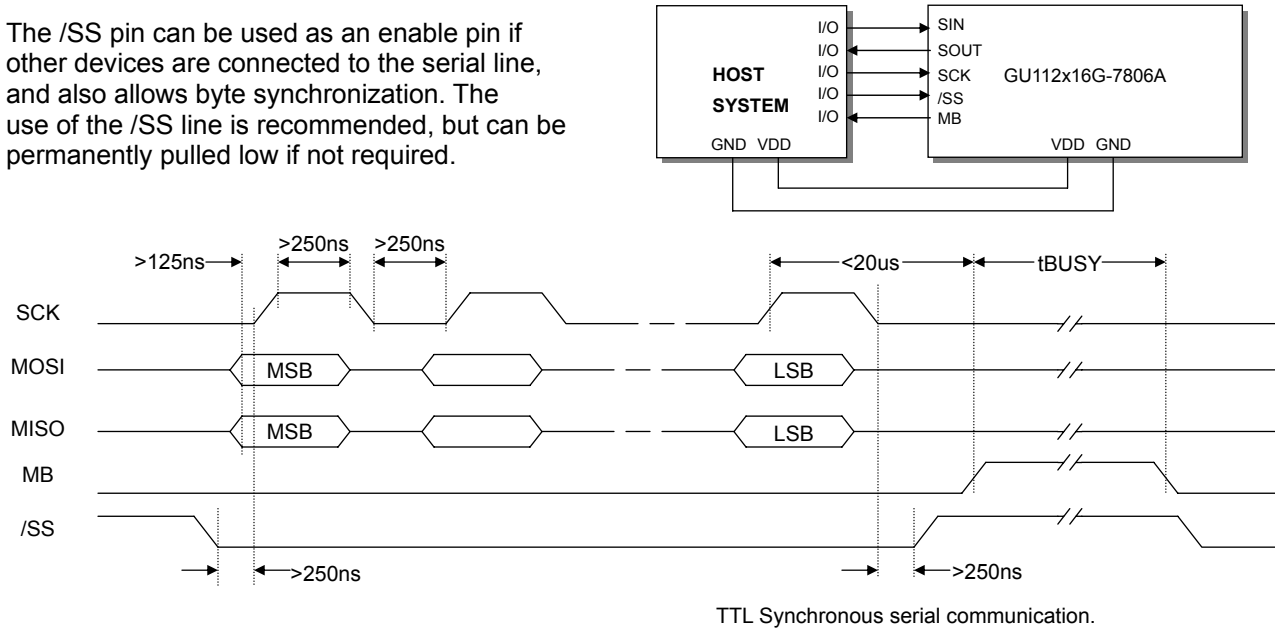 The /SS pin can be used as an enable pin if
other devices are connected to the serial line,
and also allows byte synchronization. The
use of the /SS line is recommended, but can be
permanently pulled low if not required.
HOST
SYSTEM
I/O
I/O
I/O
I/O
I/O
GND VDD
SIN
SOUT
SCK
/SS
MB
GU112x16G-7806A
VDD GND
>125ns
>250ns
>250ns
<20us
tBUSY
SCK
MOSI
MSB
LSB
MISO
MSB
LSB
MB
/SS
>250ns
>250ns
TTL Synchronous serial communication.